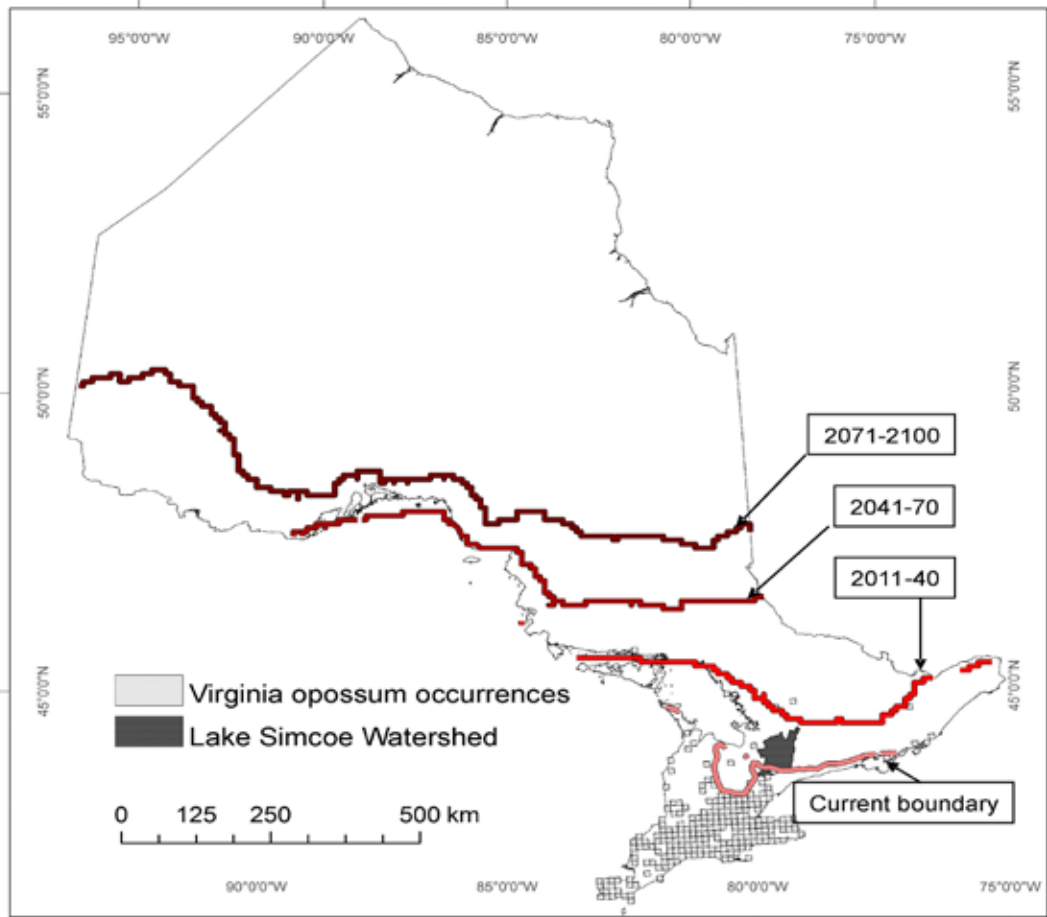 95°0'0"W 90°0'0"W 85°0'0"W 80°0'0"W 75°0'0"W
55°0'0"N 55°0'0"N
50°0'0"N 50°0'0"N
2071-2100
2041-70
2011-40
45°0'0"N 45°0'0"N
Virginia opossum occurrences
Lake Simcoe Watershed
Current boundary
0 125 250 500 km
90°0'0"W 85°0'0"W 80°0'0"W 75°0'0"W